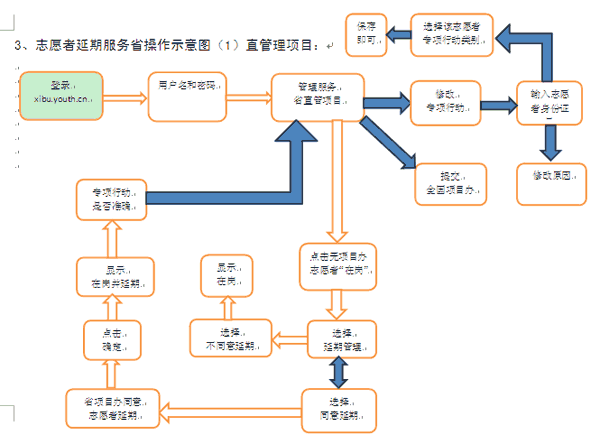 3、志愿者延期服务省操作示意图（1）直管理项目：
保存
即可
选择该志愿者
专项行动类别
登录
xibu.youth.cn
用户名和密码
管理服务
省直管项目
修改
专项行动
输入志愿
者身份证
提交
全国项目办
修改原因
专项行动
是否准确
显示
在岗并延期
显示
在岗
点击无项目办
志愿者“在岗”
点击
确定
选择
不同意延期
选择
延期管理
省项目办同意
志愿者延期
选择
同意延期